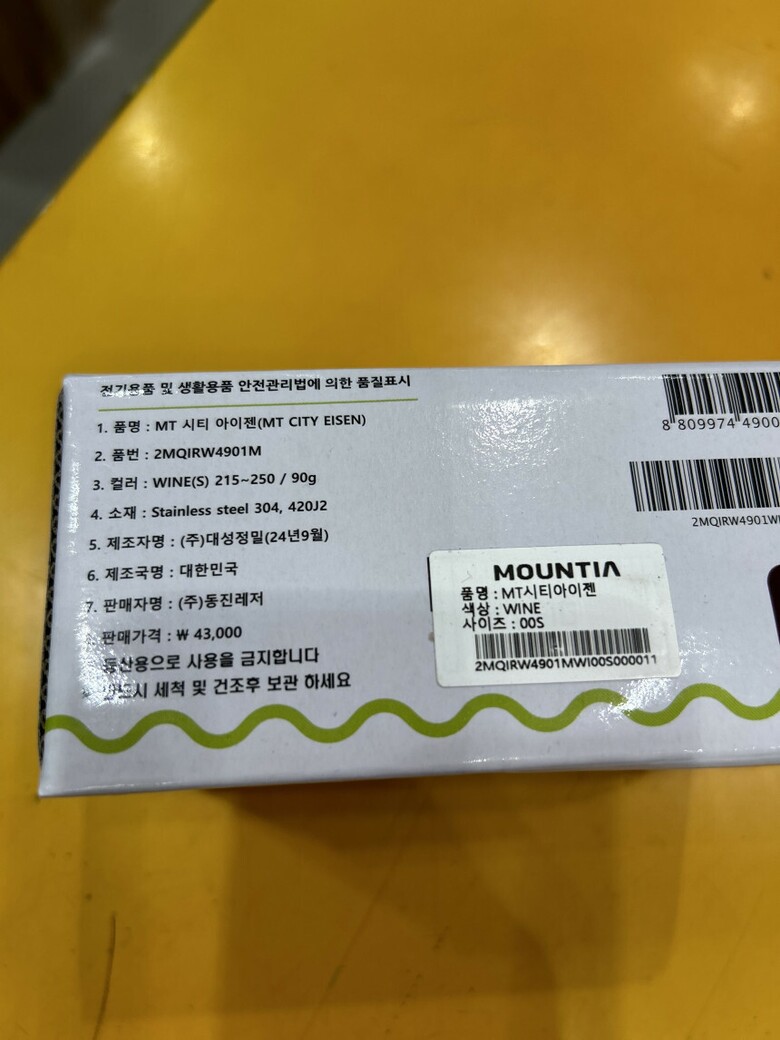 전기용품 및 생활용품 안전관리법에 의한 품질표시
1. 품명 : MT 시티 아이젠(MT CITY EISEN)
2. 품번 : 2MQIRW4901M
3. 컬러 : WINE(S) 215~250 / 90g
4. 소재 : Stainless steel 304, 420J2
5. 제조자명 : (주)대성정밀(24년9월)
6. 제조국명 : 대한민국
7. 판매자명 : (주)동진레저
판매가격 : ₩ 43,000
등산용으로 사용을 금지합니다
반드시 세척 및 건조후 보관 하세요
8 809974 4900
2MQIRW4901WI
MOUNTIA
품명 : MT시티아이젠
색상 : WINE
사이즈 : 00S
2MQIRW4901MWI00S000011